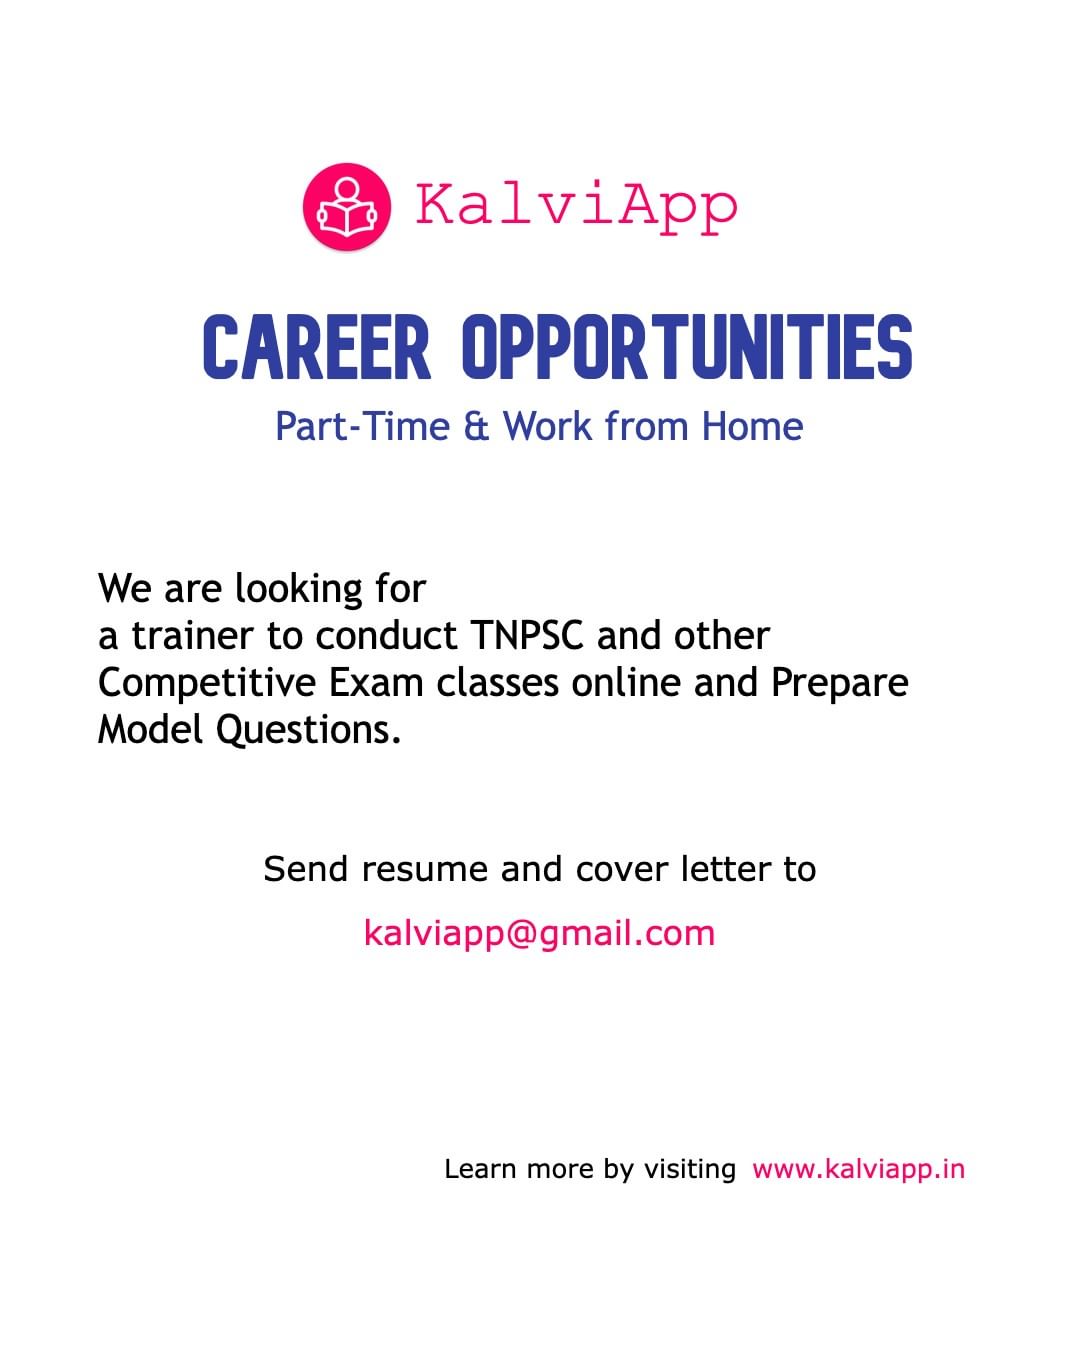 KalviApp
CAREER OPPORTUNITIES
Part-Time & Work from Home
We are looking for
a trainer to conduct TNPSC and other
Competitive Exam classes online and Prepare
Model Questions.
Send resume and cover letter to
kalviapp@gmail.com
Learn more by visiting www.kalviapp.in